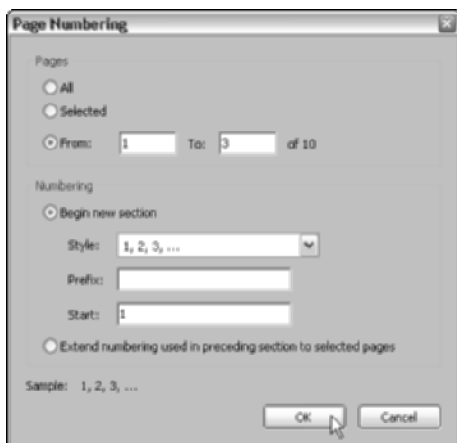 Page Numbering
Pages
All
Selected
From: 1 To: 3 of 10
Numbering
Begin new section
Style: 1, 2, 3, ...
Prefix:
Start: 1
Extend numbering used in preceding section to selected pages
Sample: 1, 2, 3, ...
OK Cancel